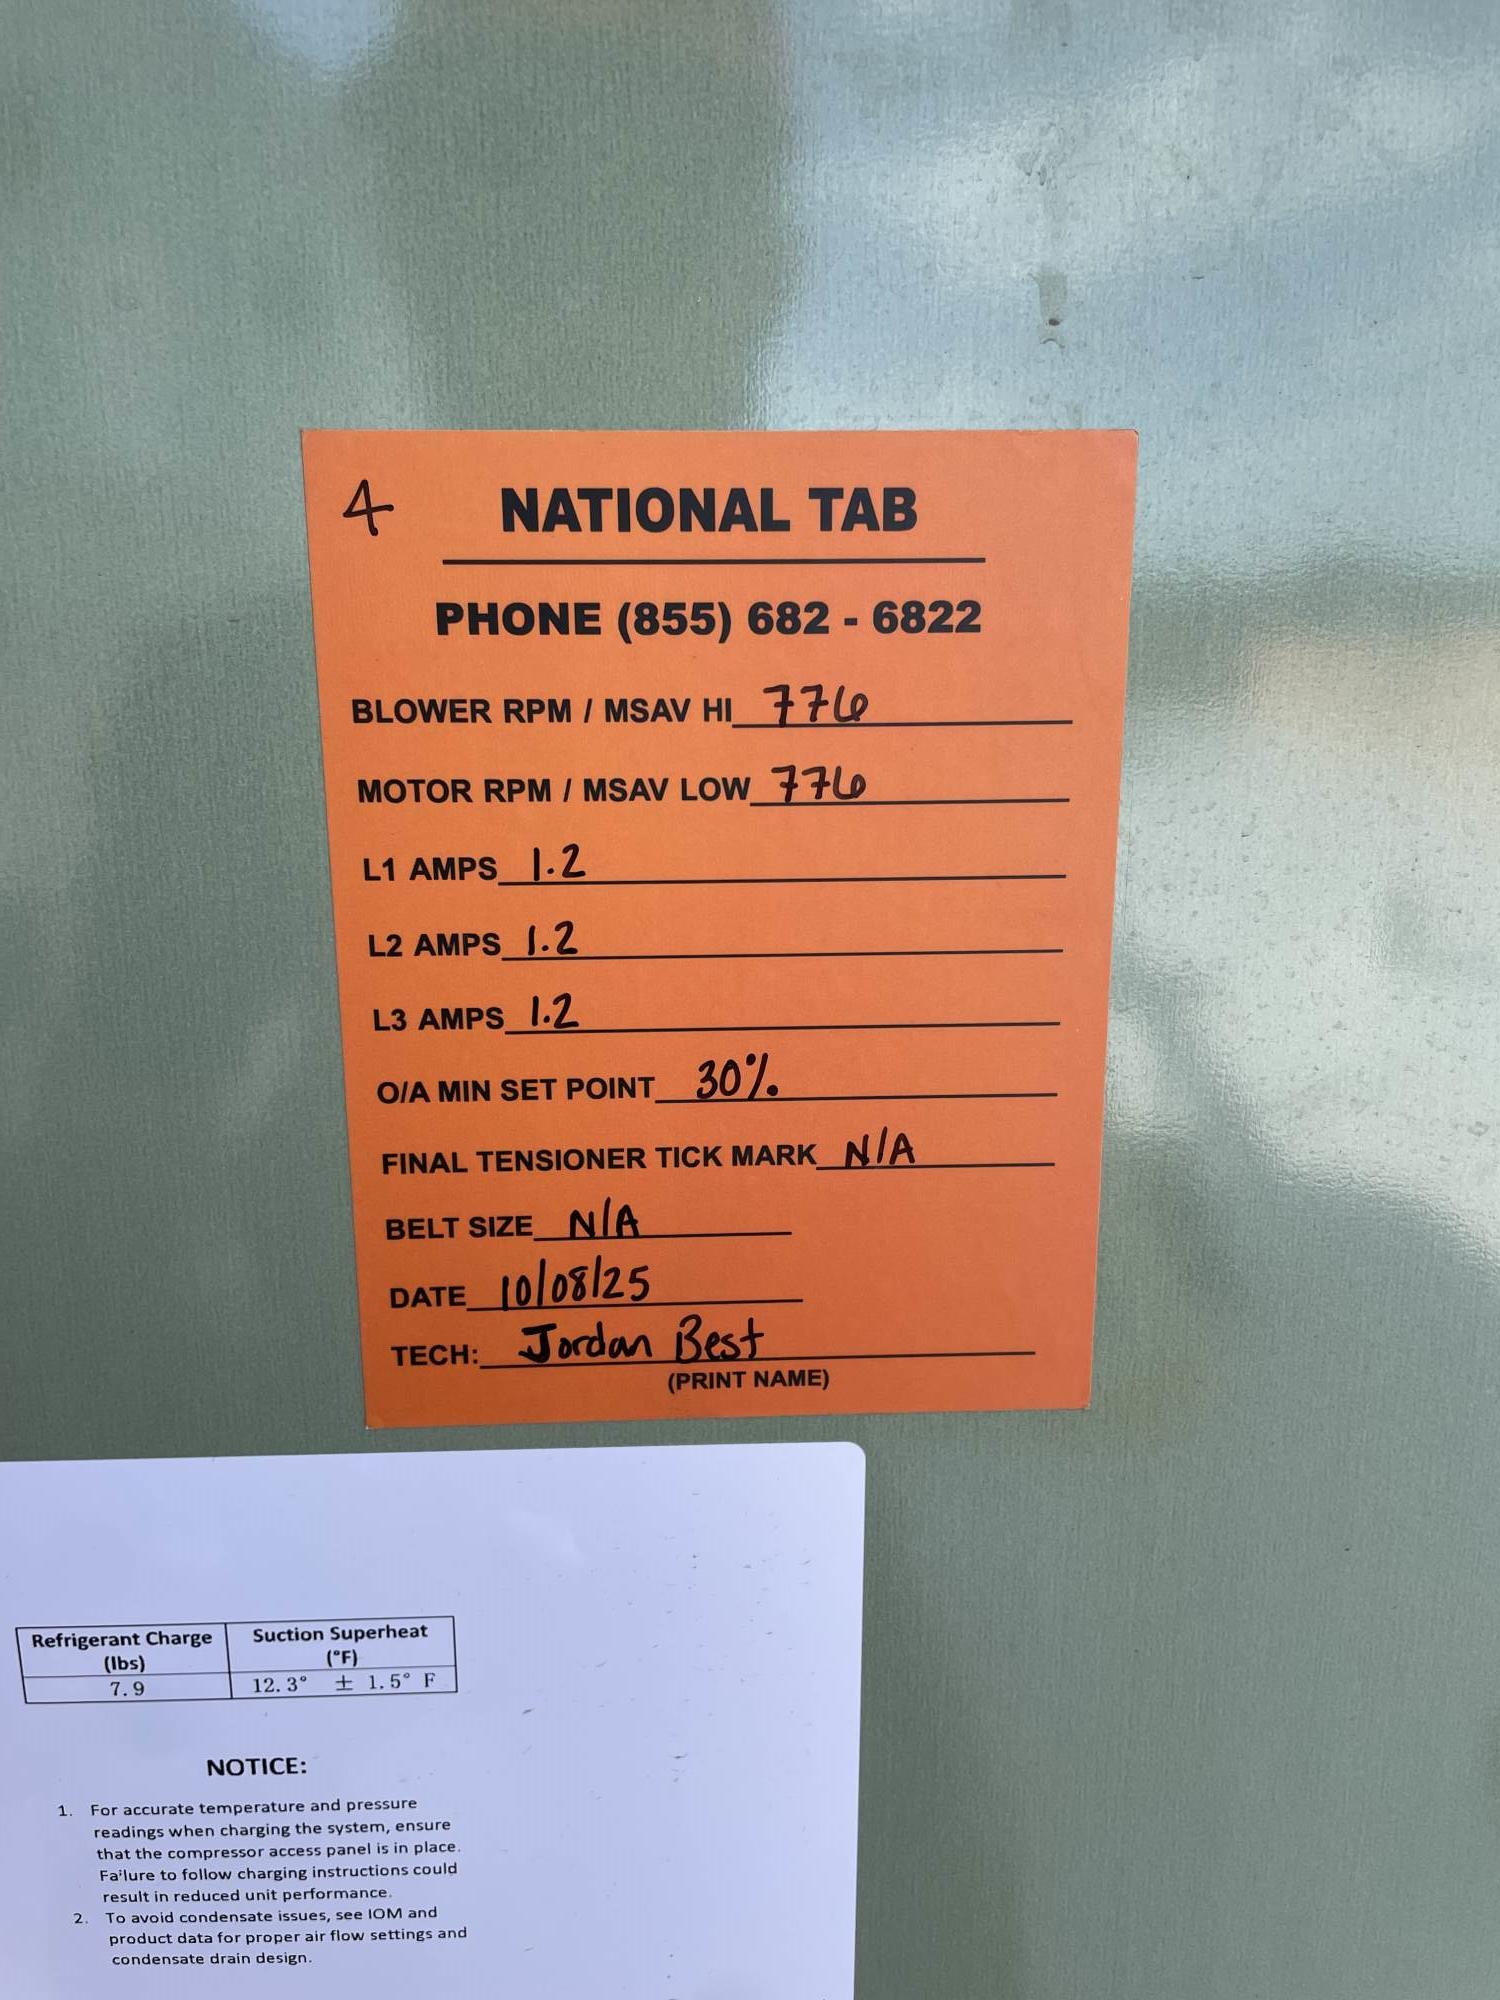 4 NATIONAL TAB
PHONE (855) 682 - 6822
BLOWER RPM / MSAV HI 776
MOTOR RPM / MSAV LOW 776
L1 AMPS 1.2
L2 AMPS 1.2
L3 AMPS 1.2
O/A MIN SET POINT 30%
FINAL TENSIONER TICK MARK N/A
BELT SIZE N/A
DATE 10/08/25
TECH: Jordan Best
(PRINT NAME)
Refrigerant Charge (lbs) Suction Superheat (°F)
7.9 12.3° ± 1.5° F
NOTICE:
1. For accurate temperature and pressure
readings when charging the system, ensure
that the compressor access panel is in place.
Failure to follow charging instructions could
result in reduced unit performance.
2. To avoid condensate issues, see IOM and
product data for proper air flow settings and
condensate drain design.